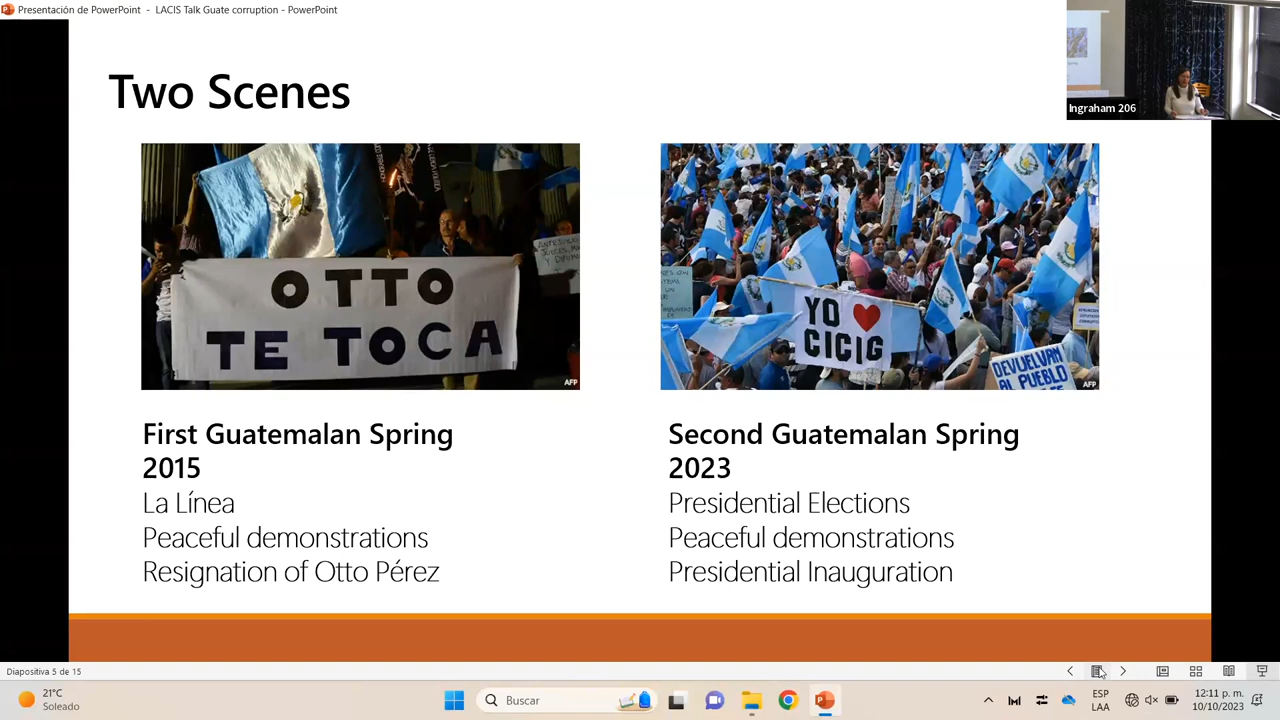 Presentación de PowerPoint - LACIS Talk Guate corruption - PowerPoint
Ingraham 206
Two Scenes
OTTO
TE TOCA
AFP
YO ❤
CICIG
DEVUELVAN
AL PUEBLO
AFP
First Guatemalan Spring
2015
La Línea
Peaceful demonstrations
Resignation of Otto Pérez
Second Guatemalan Spring
2023
Presidential Elections
Peaceful demonstrations
Presidential Inauguration
Diapositiva 5 de 15
21°C
Soleado
Buscar
ESP
LAA
12:11 p. m.
10/10/2023